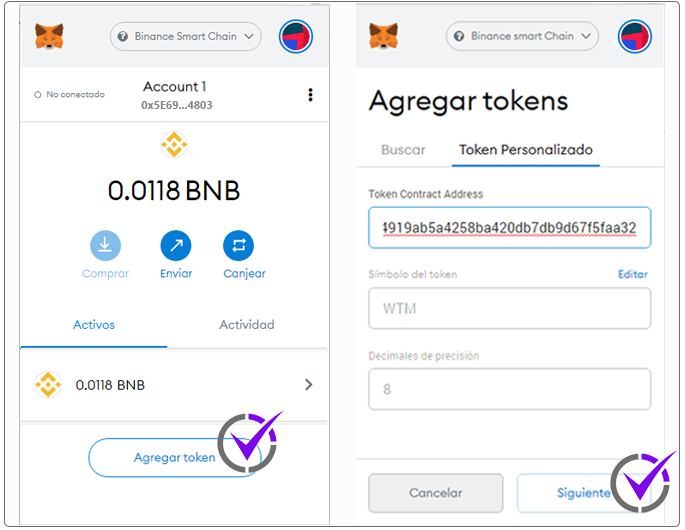 Binance Smart Chain
No conectado
Account 1
0x5E69...4803
0.0118 BNB
Comprar
Enviar
Canjear
Activos
Actividad
0.0118 BNB
Agregar token
Binance smart Chain
Agregar tokens
Buscar
Token Personalizado
Token Contract Address
4919ab5a4258ba420db7db9d67f5faa32
Símbolo del token
Editar
WTM
Decimales de precisión
8
Cancelar
Siguiente